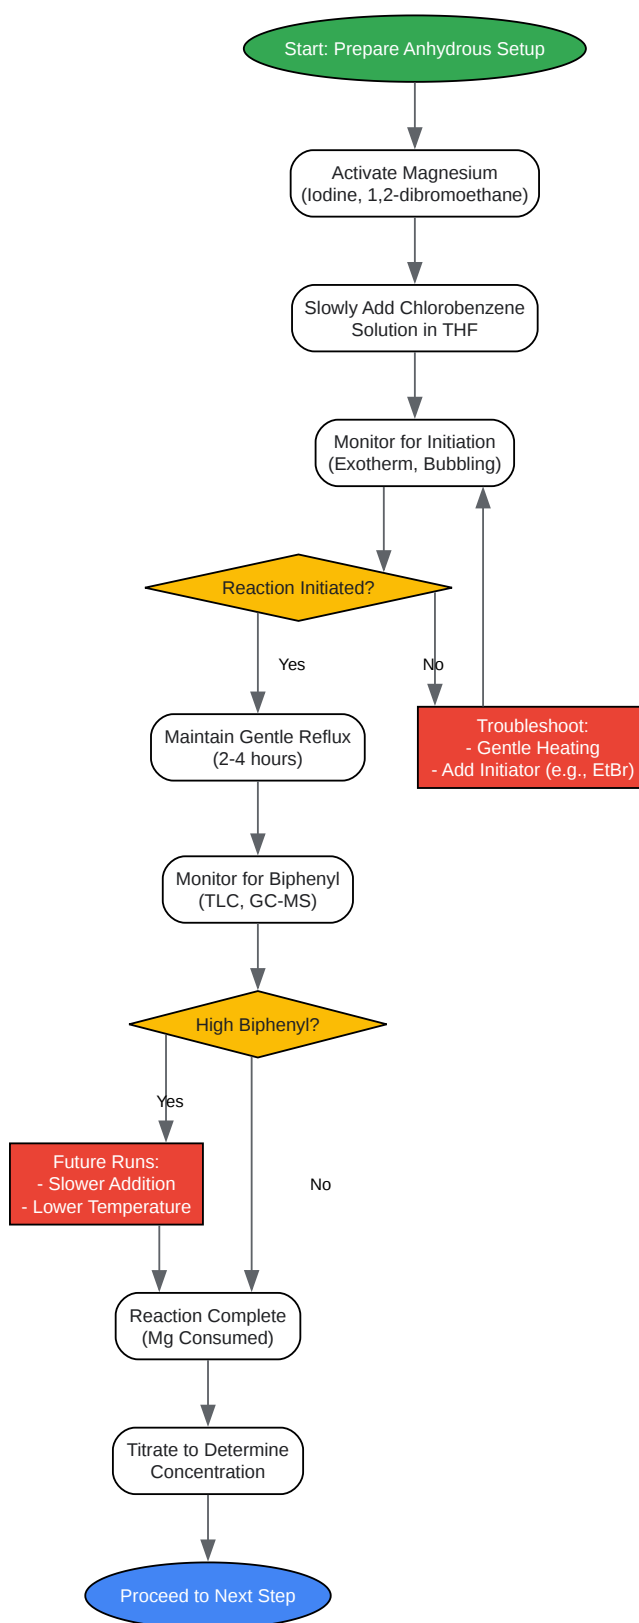 Start: Prepare Anhydrous Setup
Activate Magnesium
(Iodine, 1,2-dibromoethane)
Slowly Add Chlorobenzene
Solution in THF
Monitor for Initiation
(Exotherm, Bubbling)
Reaction Initiated?
Yes
No
Maintain Gentle Reflux
(2-4 hours)
Troubleshoot:
- Gentle Heating
- Add Initiator (e.g., EtBr)
Monitor for Biphenyl
(TLC, GC-MS)
High Biphenyl?
Yes
Future Runs:
- Slower Addition
- Lower Temperature
No
Reaction Complete
(Mg Consumed)
Titrate to Determine
Concentration
Proceed to Next Step